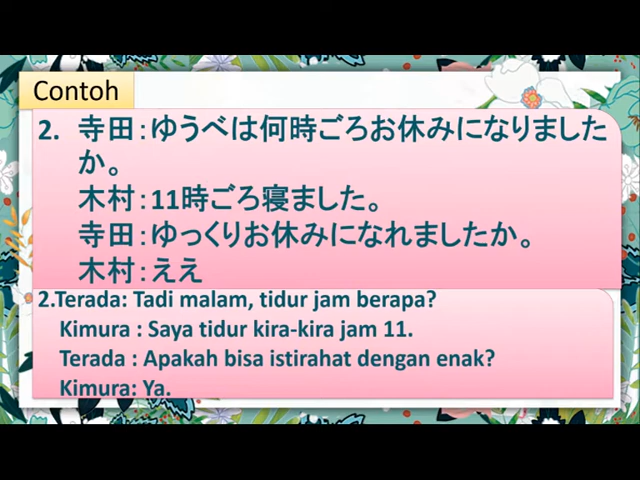 Contoh
2. 寺田：ゆうべは何時ごろお休みになりました
か。
木村：11時ごろ寝ました。
寺田：ゆっくりお休みになれましたか。
木村：ええ
2.Terada: Tadi malam, tidur jam berapa?
Kimura : Saya tidur kira-kira jam 11.
Terada : Apakah bisa istirahat dengan enak?
Kimura: Ya.